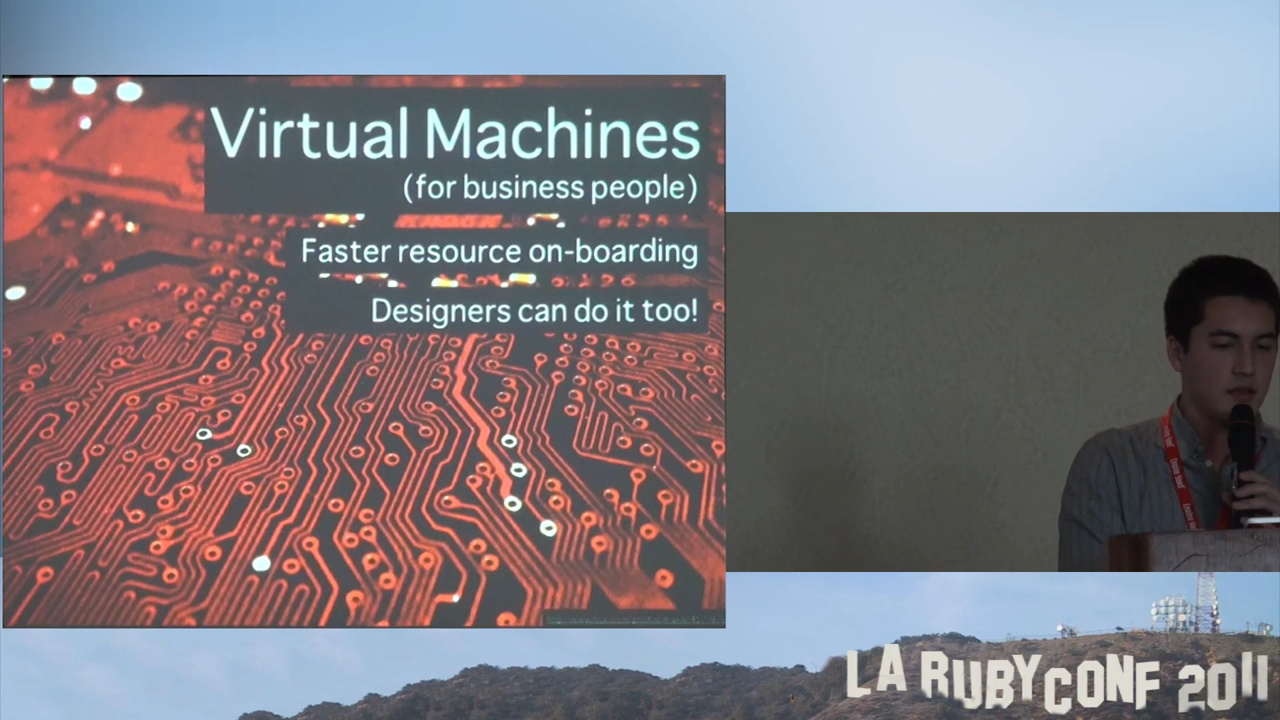 Virtual Machines
(for business people)
Faster resource on-boarding
Designers can do it too!
LA RUBYCONF 2011